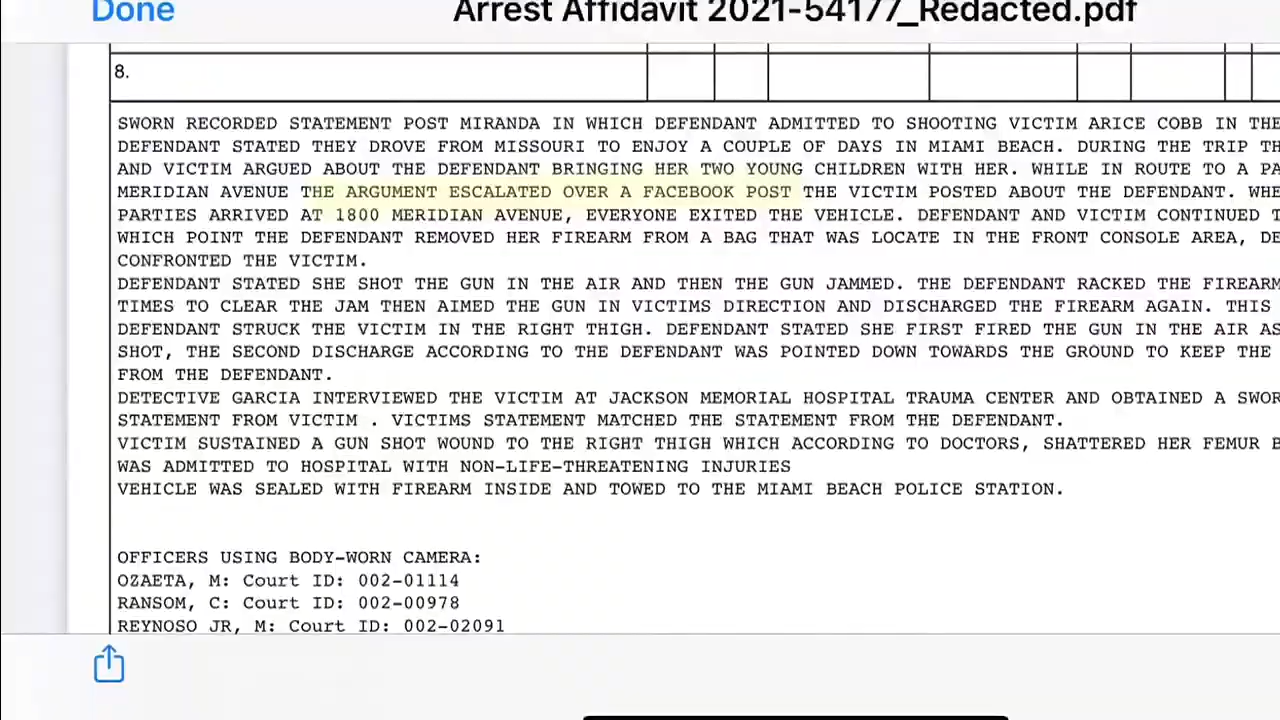 Done
Arrest Affidavit 2021-54177_Redacted.pdf
8.
SWORN RECORDED STATEMENT POST MIRANDA IN WHICH DEFENDANT ADMITTED TO SHOOTING VICTIM ARICE COBB IN THE
DEFENDANT STATED THEY DROVE FROM MISSOURI TO ENJOY A COUPLE OF DAYS IN MIAMI BEACH. DURING THE TRIP TH
AND VICTIM ARGUED ABOUT THE DEFENDANT BRINGING HER TWO YOUNG CHILDREN WITH HER. WHILE IN ROUTE TO A PA
MERIDIAN AVENUE THE ARGUMENT ESCALATED OVER A FACEBOOK POST THE VICTIM POSTED ABOUT THE DEFENDANT. WHE
PARTIES ARRIVED AT 1800 MERIDIAN AVENUE, EVERYONE EXITED THE VEHICLE. DEFENDANT AND VICTIM CONTINUED T
WHICH POINT THE DEFENDANT REMOVED HER FIREARM FROM A BAG THAT WAS LOCATE IN THE FRONT CONSOLE AREA, DE
CONFRONTED THE VICTIM.
DEFENDANT STATED SHE SHOT THE GUN IN THE AIR AND THEN THE GUN JAMMED. THE DEFENDANT RACKED THE FIREARM
TIMES TO CLEAR THE JAM THEN AIMED THE GUN IN VICTIMS DIRECTION AND DISCHARGED THE FIREARM AGAIN. THIS
DEFENDANT STRUCK THE VICTIM IN THE RIGHT THIGH. DEFENDANT STATED SHE FIRST FIRED THE GUN IN THE AIR AS
SHOT, THE SECOND DISCHARGE ACCORDING TO THE DEFENDANT WAS POINTED DOWN TOWARDS THE GROUND TO KEEP THE
FROM THE DEFENDANT.
DETECTIVE GARCIA INTERVIEWED THE VICTIM AT JACKSON MEMORIAL HOSPITAL TRAUMA CENTER AND OBTAINED A SWOR
STATEMENT FROM VICTIM . VICTIMS STATEMENT MATCHED THE STATEMENT FROM THE DEFENDANT.
VICTIM SUSTAINED A GUN SHOT WOUND TO THE RIGHT THIGH WHICH ACCORDING TO DOCTORS, SHATTERED HER FEMUR B
WAS ADMITTED TO HOSPITAL WITH NON-LIFE-THREATENING INJURIES
VEHICLE WAS SEALED WITH FIREARM INSIDE AND TOWED TO THE MIAMI BEACH POLICE STATION.
OFFICERS USING BODY-WORN CAMERA:
OZAETA, M: Court ID: 002-01114
RANSOM, C: Court ID: 002-00978
REYNOSO JR, M: Court ID: 002-02091